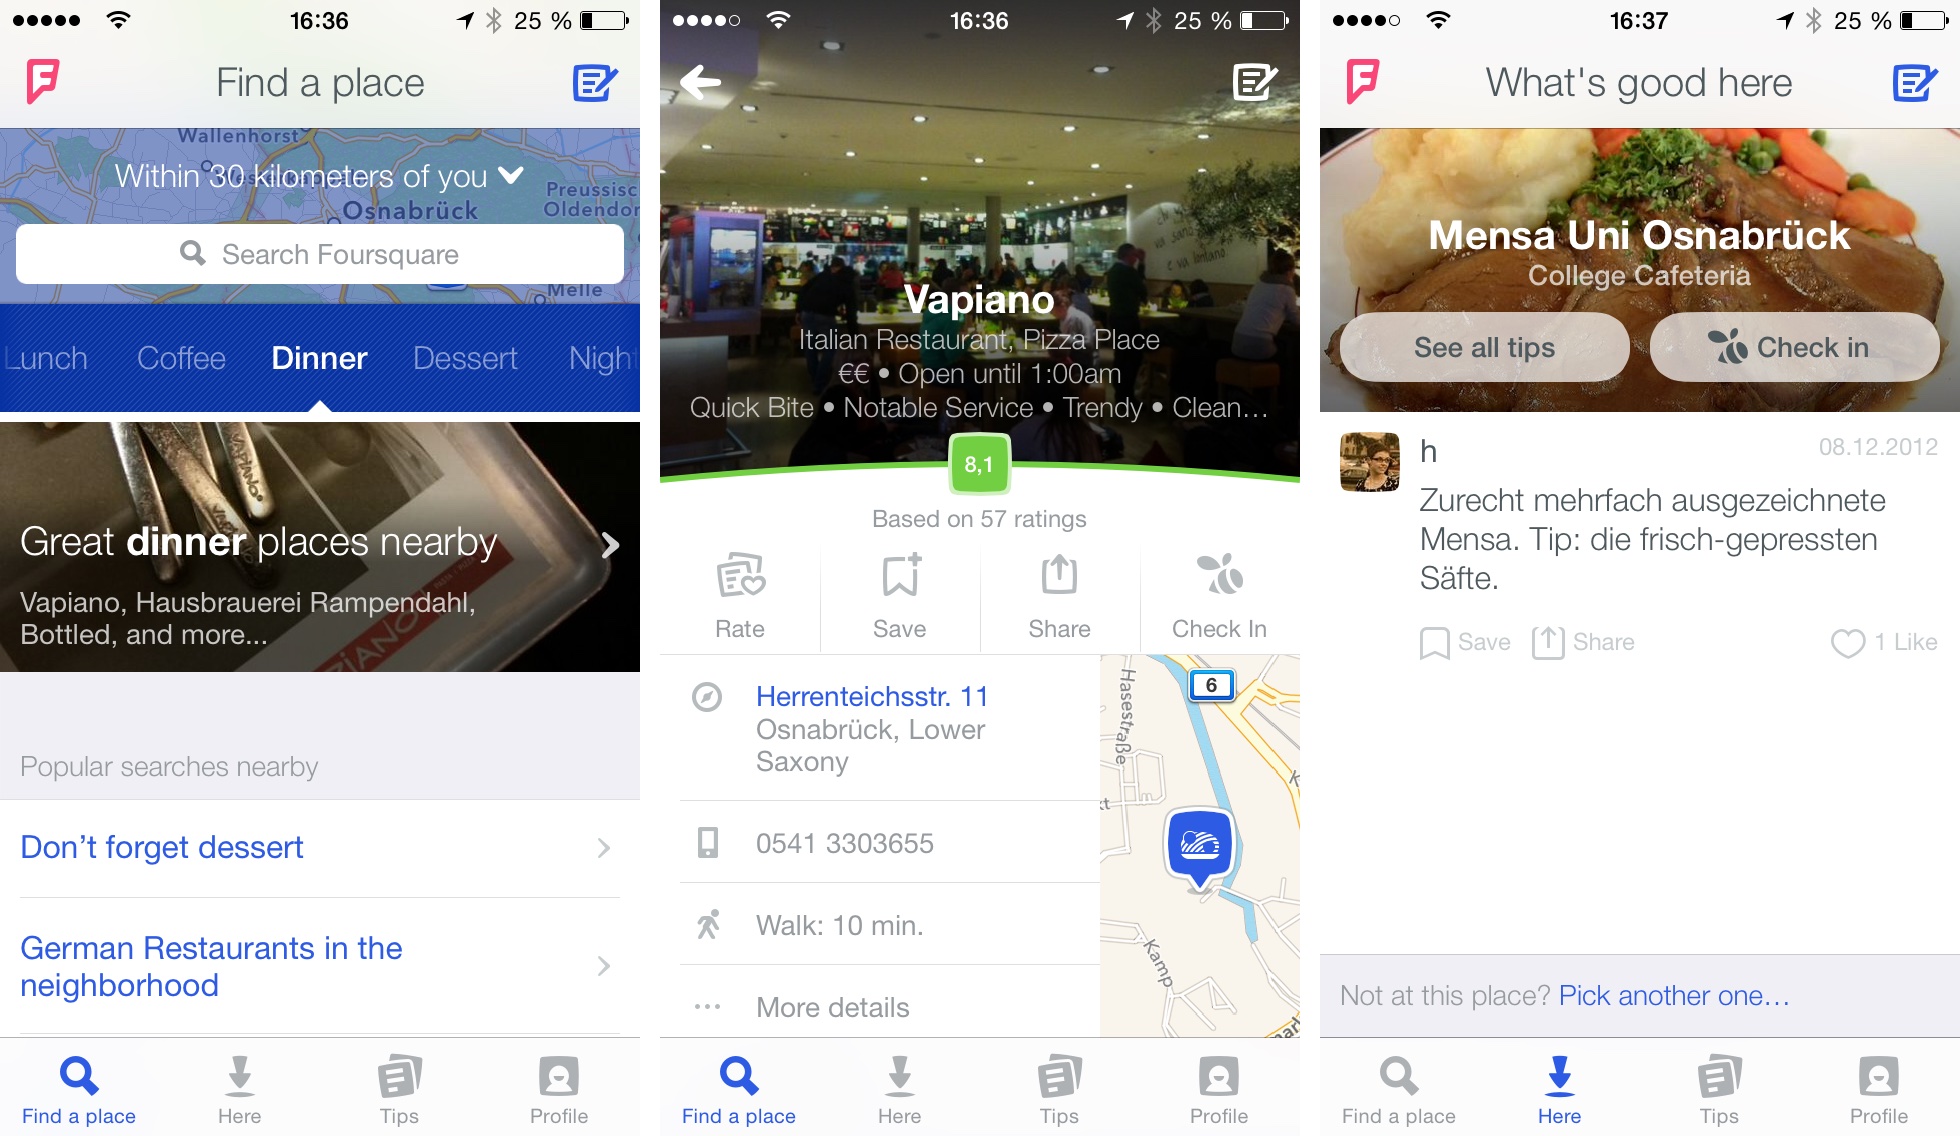 16:36
25 %
Find a place
Wallenhorst
Within 30 kilometers of you
Osnabrück
Preussisc
Oldendor
Search Foursquare
Melle
Lunch
Coffee
Dinner
Dessert
Night
VAPIANO
Great dinner places nearby
Vapiano, Hausbrauerei Rampendahl,
Bottled, and more...
Popular searches nearby
Don't forget dessert
German Restaurants in the
neighborhood
Find a place
Here
Tips
Profile
16:36
25 %
Vapiano
Italian Restaurant, Pizza Place
€€ • Open until 1:00am
Quick Bite • Notable Service • Trendy • Clean…
8,1
Based on 57 ratings
Rate
Save
Share
Check In
Herrenteichsstr. 11
Osnabrück, Lower
Saxony
0541 3303655
Walk: 10 min.
More details
Hasestraße
6
Kamp
Find a place
Here
Tips
Profile
16:37
25 %
What's good here
Mensa Uni Osnabrück
College Cafeteria
See all tips
Check in
h
08.12.2012
Zurecht mehrfach ausgezeichnete
Mensa. Tip: die frisch-gepressten
Säfte.
Save
Share
1 Like
Not at this place? Pick another one…
Find a place
Here
Tips
Profile